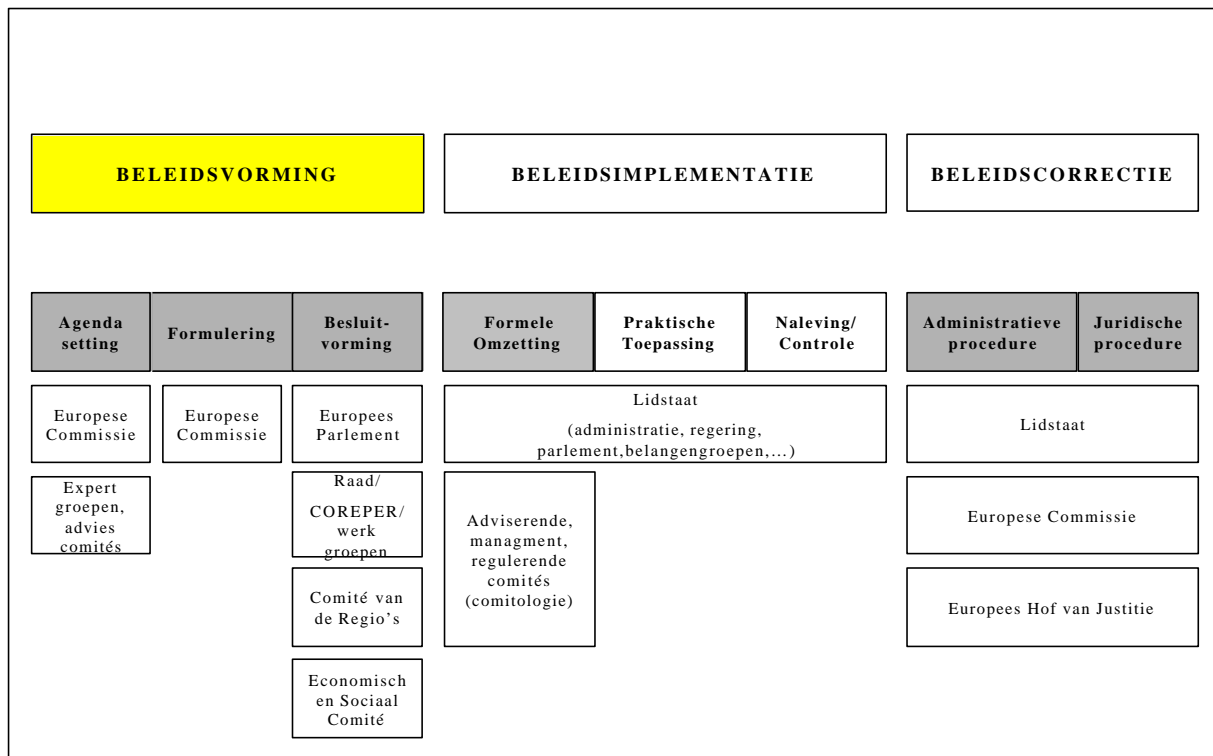 BELEIDSVORMING
BELEIDSIMPLEMENTATIE
BELEIDSCORRECTIE
Agenda
setting
Formulering
Besluit-
vorming
Formele
Omzetting
Praktische
Toepassing
Naleving/
Controle
Administratieve
procedure
Juridische
procedure
Europese
Commissie
Europese
Commissie
Europees
Parlement
Lidstaat
(administratie, regering,
parlement,belangengroepen,...)
Lidstaat
Expert
groepen,
advies
comités
Raad/
COREPER/
werk
groepen
Adviserende,
managment,
regulerende
comités
(comitologie)
Europese Commissie
Comité van
de Regio's
Europees Hof van Justitie
Economisch
en Sociaal
Comité